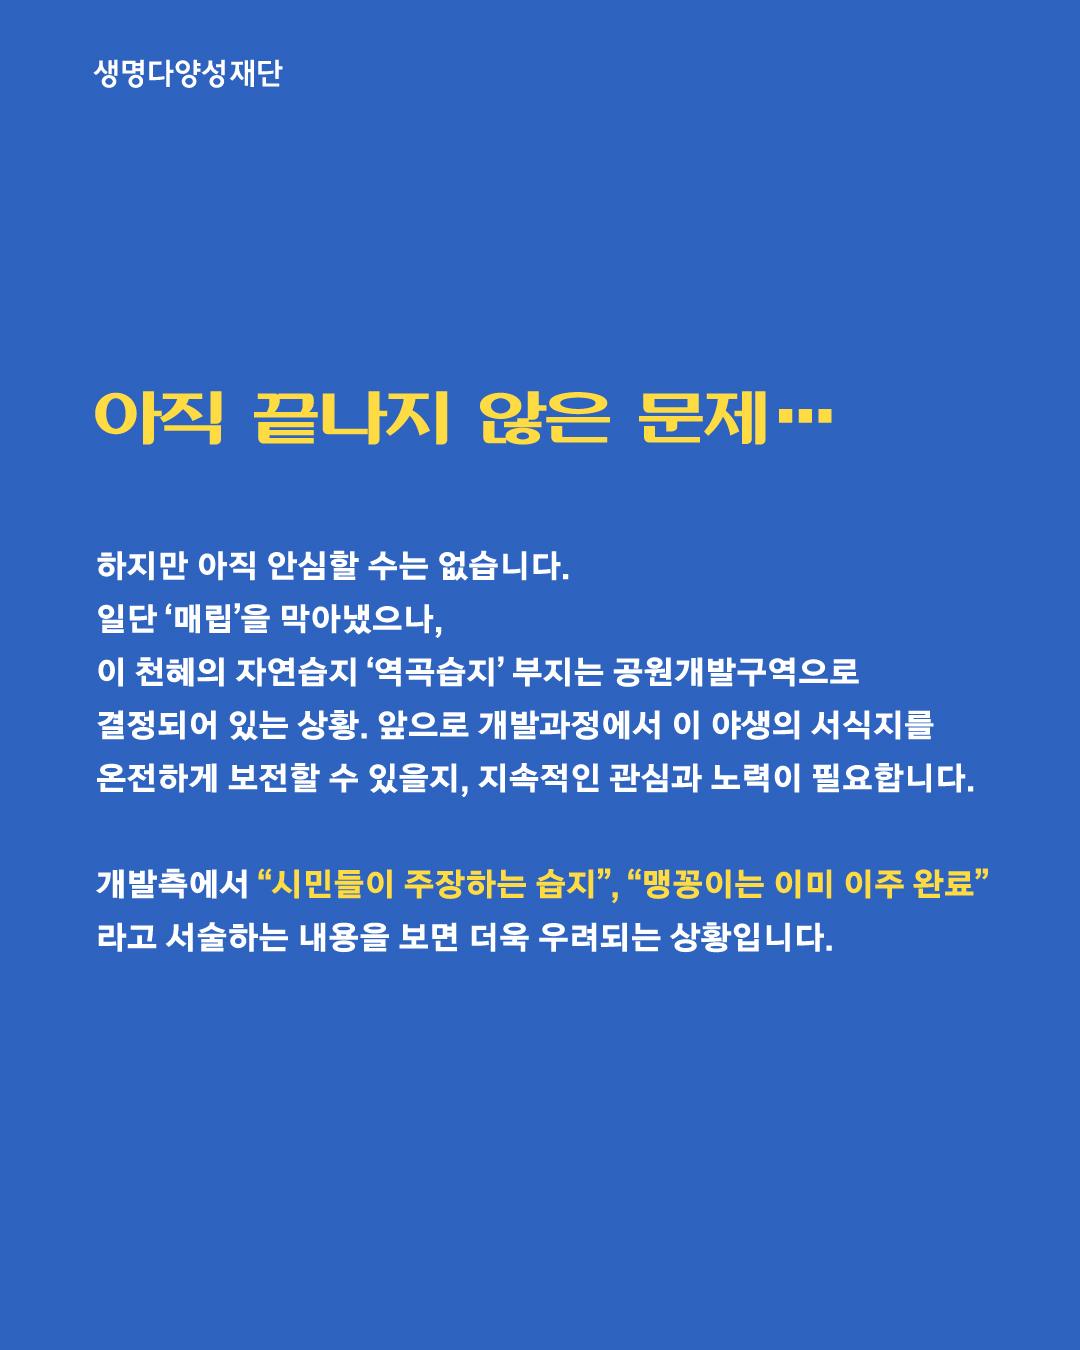 생명다양성재단
아직 끝나지 않은 문제…
하지만 아직 안심할 수는 없습니다.
일단 ‘매립’을 막아냈으나,
이 천혜의 자연습지 ‘역곡습지’ 부지는 공원개발구역으로
결정되어 있는 상황. 앞으로 개발과정에서 이 야생의 서식지를
온전하게 보전할 수 있을지, 지속적인 관심과 노력이 필요합니다.
개발측에서 “시민들이 주장하는 습지”, “맹꽁이는 이미 이주 완료”
라고 서술하는 내용을 보면 더욱 우려되는 상황입니다.